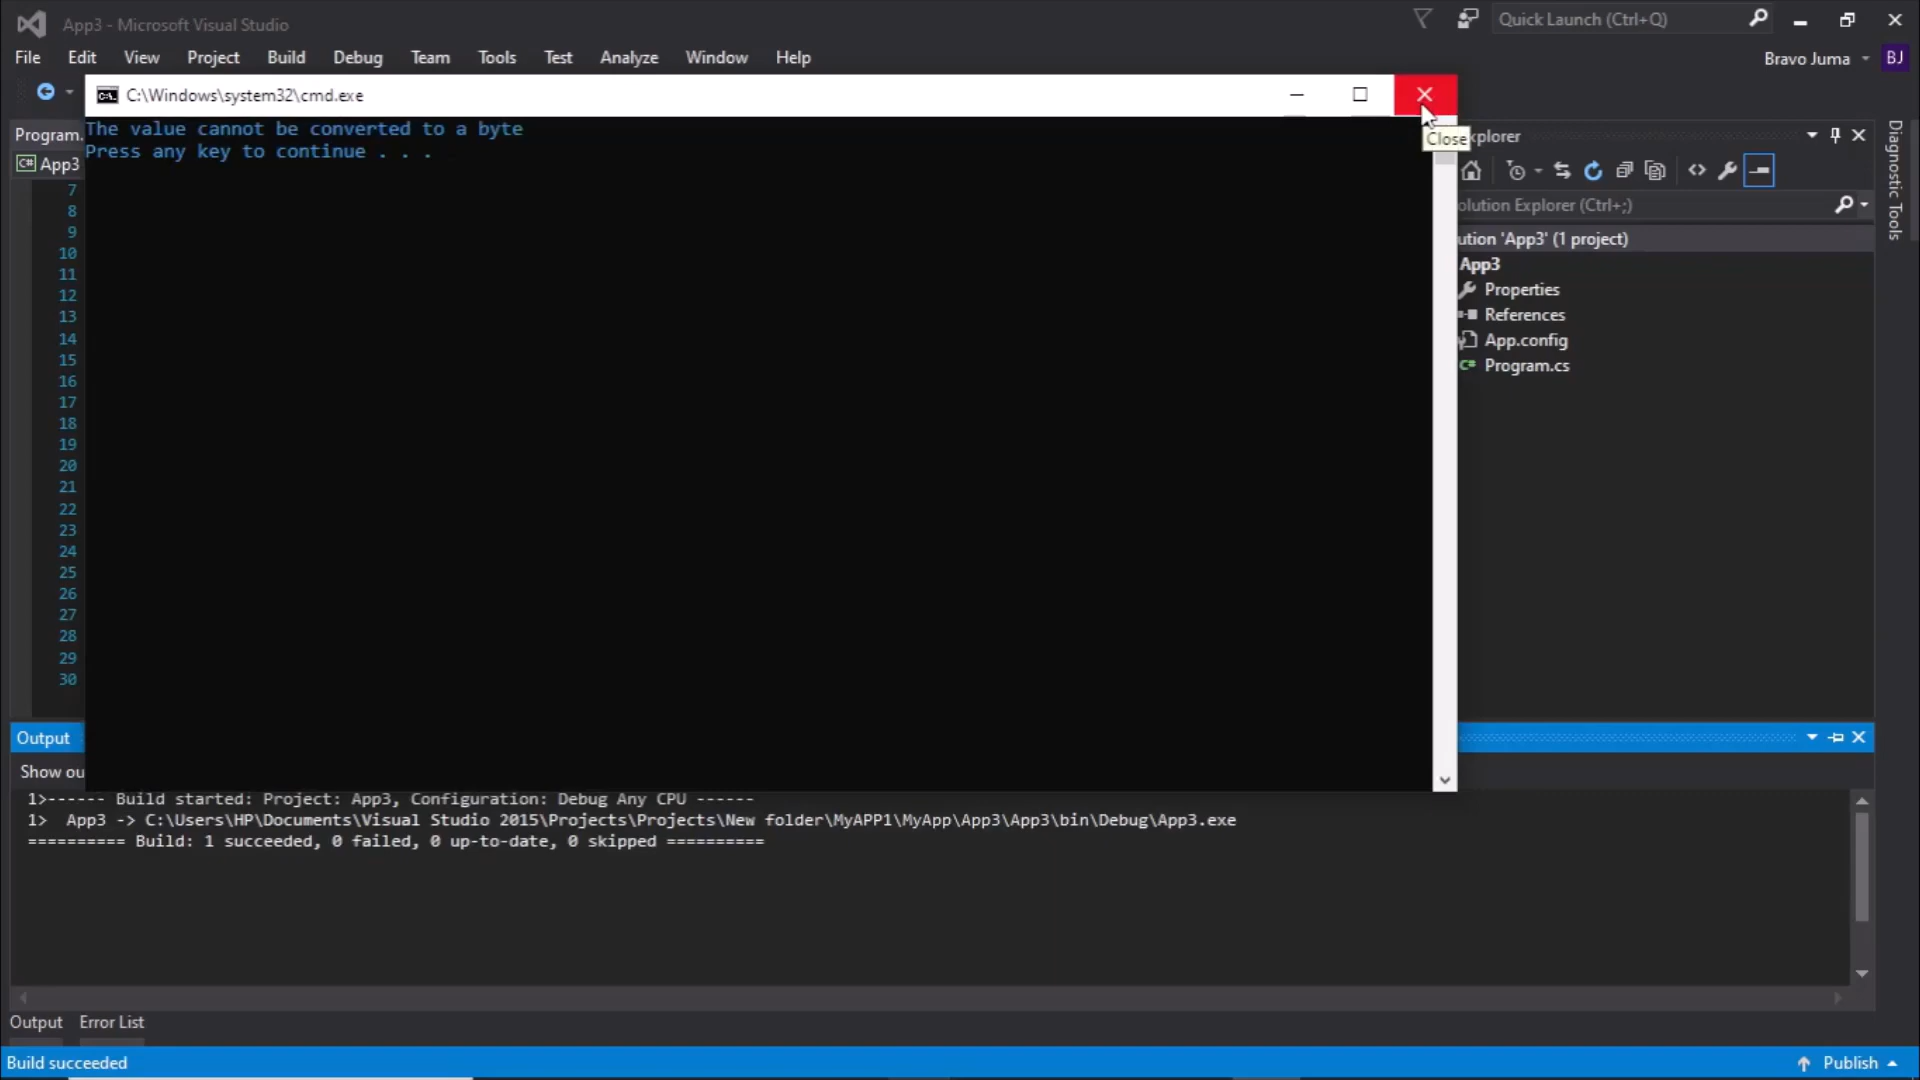 App3 - Microsoft Visual Studio
Quick Launch (Ctrl+Q)
File Edit View Project Build Debug Team Tools Test Analyze Window Help
Bravo Juma BJ
C:\Windows\system32\cmd.exe
Program.
The value cannot be converted to a byte
Press any key to continue . . .
Close
xplorer
C# App3
Diagnostic Tools
olution Explorer (Ctrl+;)
ution 'App3' (1 project)
App3
Properties
References
App.config
C# Program.cs
7
8
9
10
11
12
13
14
15
16
17
18
19
20
21
22
23
24
25
26
27
28
29
30
Output
Show ou
1>------ Build started: Project: App3, Configuration: Debug Any CPU ------
1>  App3 -> C:\Users\HP\Documents\Visual Studio 2015\Projects\Projects\New folder\MyAPP1\MyApp\App3\App3\bin\Debug\App3.exe
========== Build: 1 succeeded, 0 failed, 0 up-to-date, 0 skipped ==========
Output Error List
Build succeeded
Publish